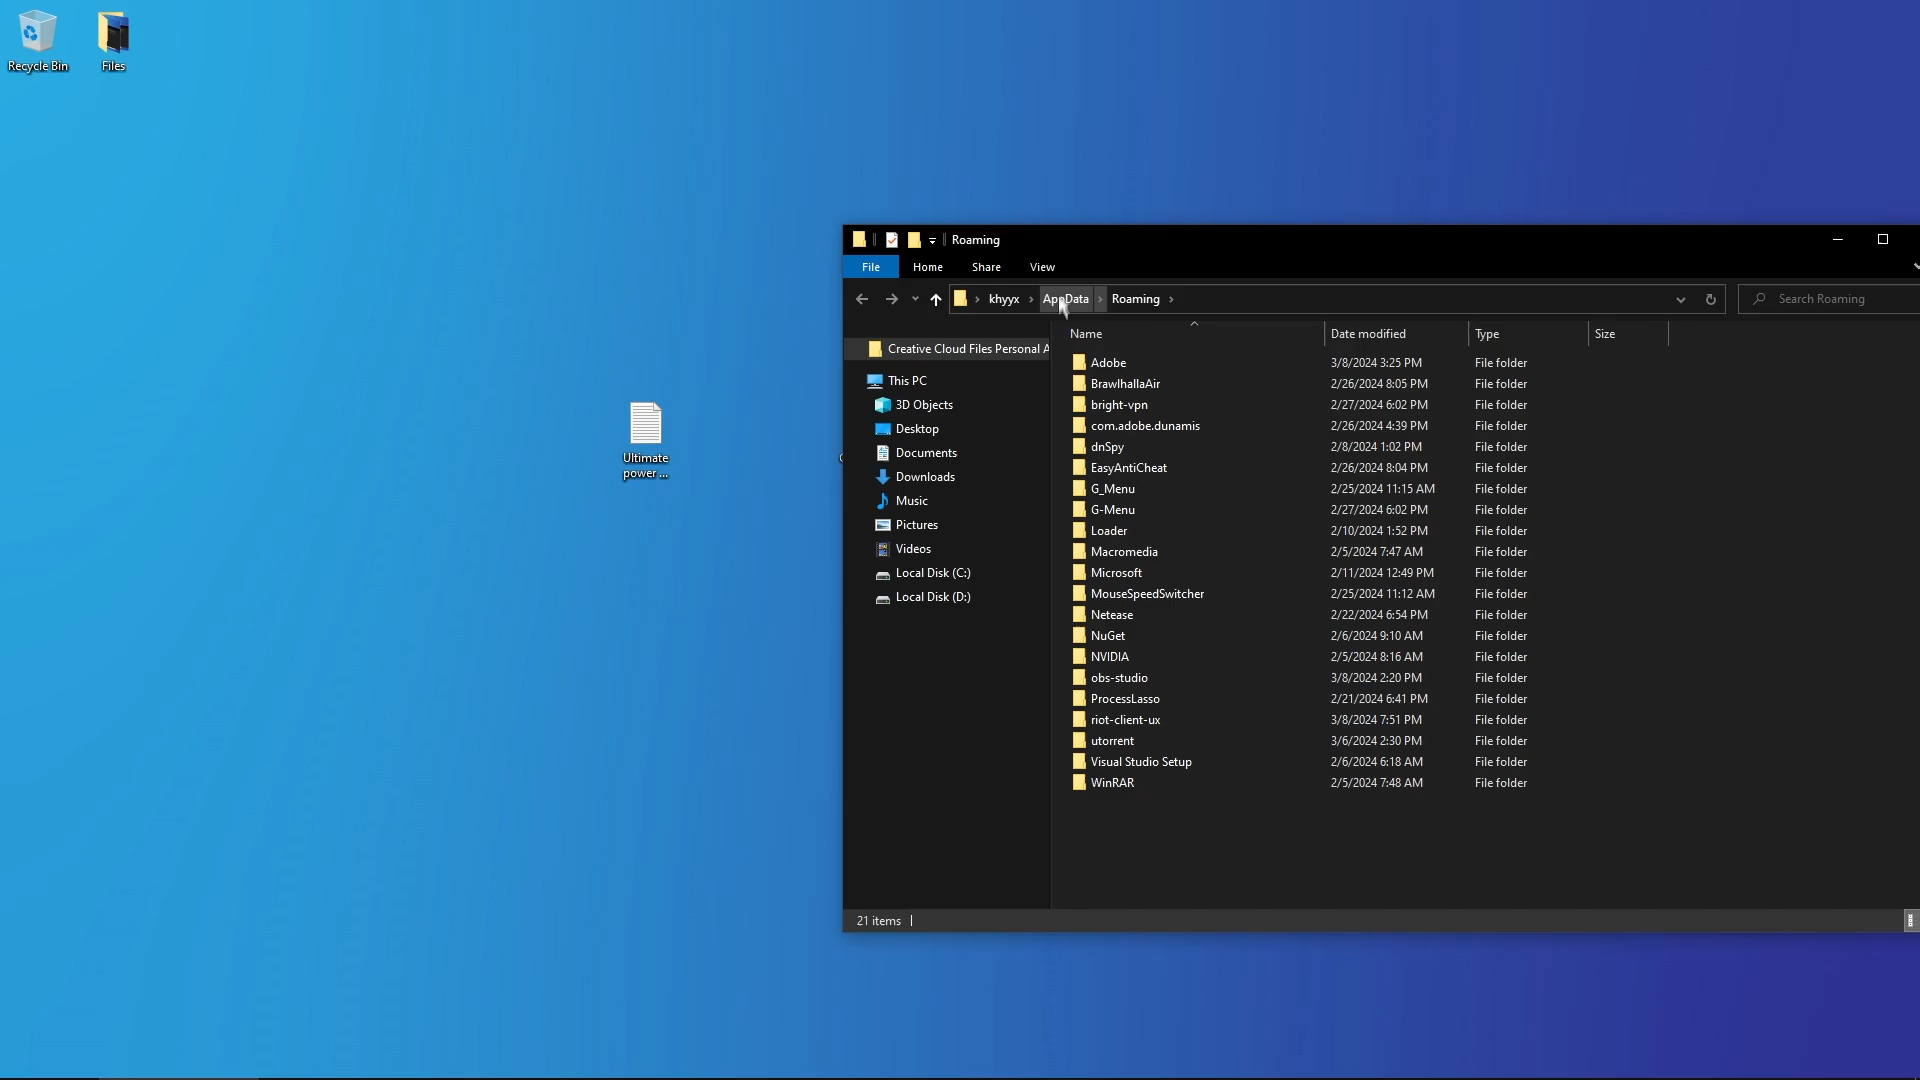 Recycle Bin
Files
Ultimate
power ...
Roaming
File
Home
Share
View
khyyx
AppData
Roaming
Search Roaming
Creative Cloud Files Personal A
This PC
3D Objects
Desktop
Documents
Downloads
Music
Pictures
Videos
Local Disk (C:)
Local Disk (D:)
Name Date modified Type Size
Adobe 3/8/2024 3:25 PM File folder
BrawlhallaAir 2/26/2024 8:05 PM File folder
bright-vpn 2/27/2024 6:02 PM File folder
com.adobe.dunamis 2/26/2024 4:39 PM File folder
dnSpy 2/8/2024 1:02 PM File folder
EasyAntiCheat 2/26/2024 8:04 PM File folder
G_Menu 2/25/2024 11:15 AM File folder
G-Menu 2/27/2024 6:02 PM File folder
Loader 2/10/2024 1:52 PM File folder
Macromedia 2/5/2024 7:47 AM File folder
Microsoft 2/11/2024 12:49 PM File folder
MouseSpeedSwitcher 2/25/2024 11:12 AM File folder
Netease 2/22/2024 6:54 PM File folder
NuGet 2/6/2024 9:10 AM File folder
NVIDIA 2/5/2024 8:16 AM File folder
obs-studio 3/8/2024 2:20 PM File folder
ProcessLasso 2/21/2024 6:41 PM File folder
riot-client-ux 3/8/2024 7:51 PM File folder
utorrent 3/6/2024 2:30 PM File folder
Visual Studio Setup 2/6/2024 6:18 AM File folder
WinRAR 2/5/2024 7:48 AM File folder
21 items